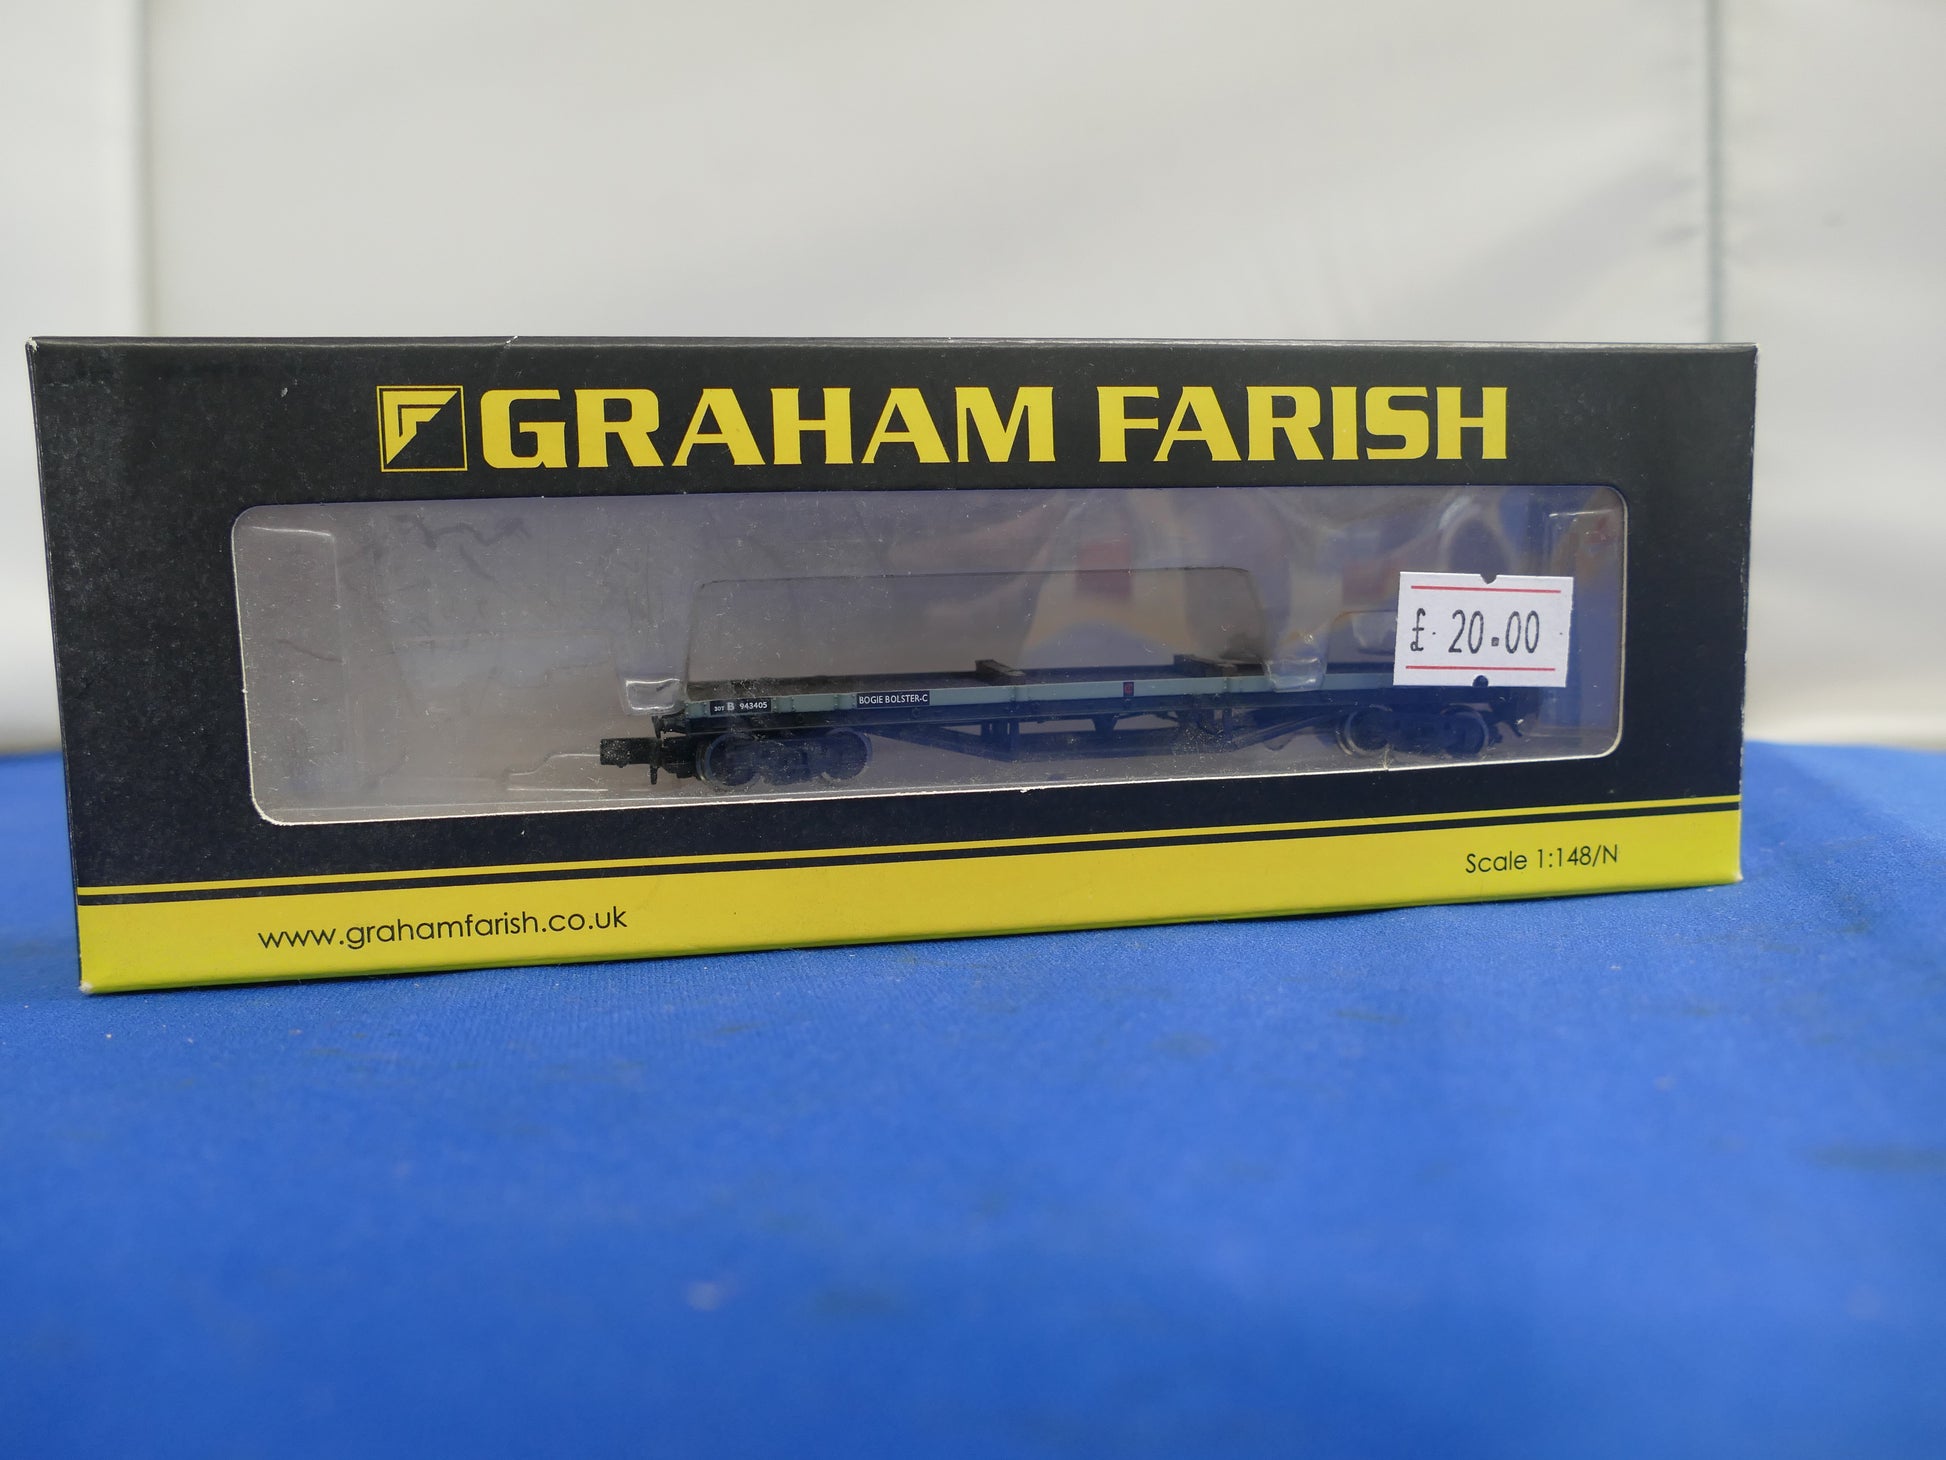 GRAHAM FARISH
£ 20.00
30T B 943405
BOGIE BOLSTER-C
Scale 1:148/N
www.grahamfarish.co.uk